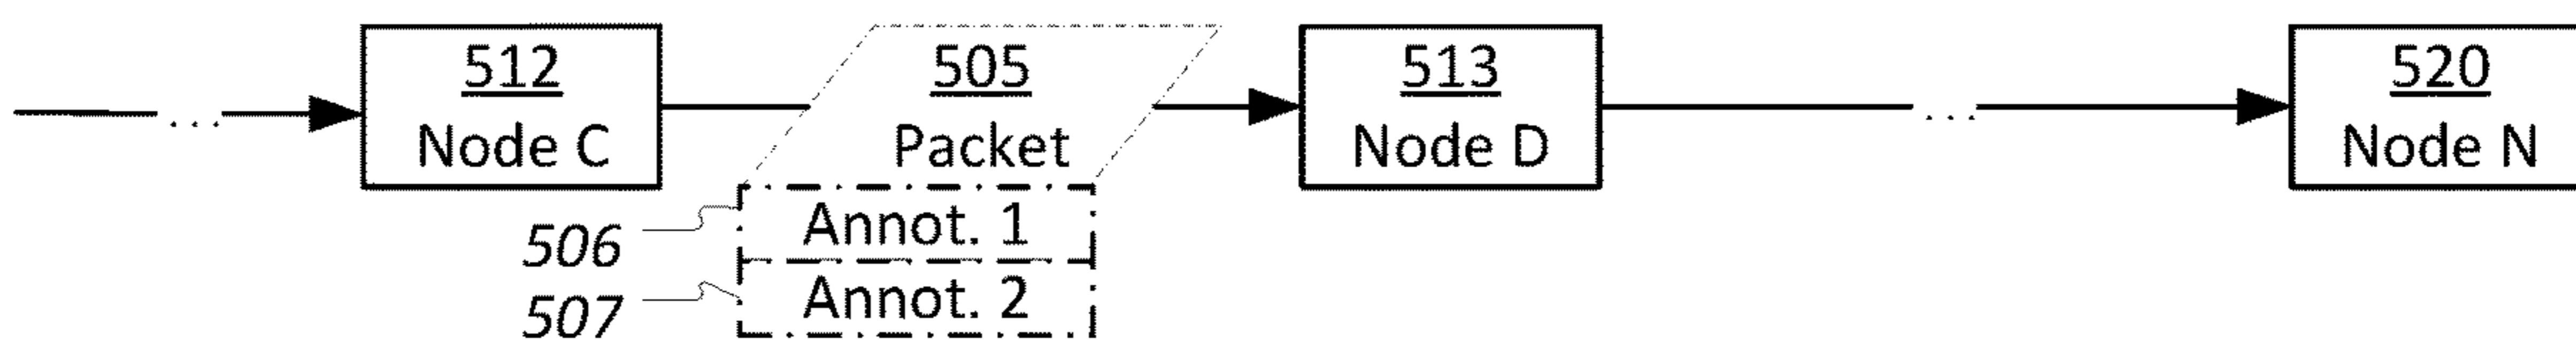 512
Node C
505
Packet
513
Node D
...
...
520
Node N
506
Annot. 1
507
Annot. 2